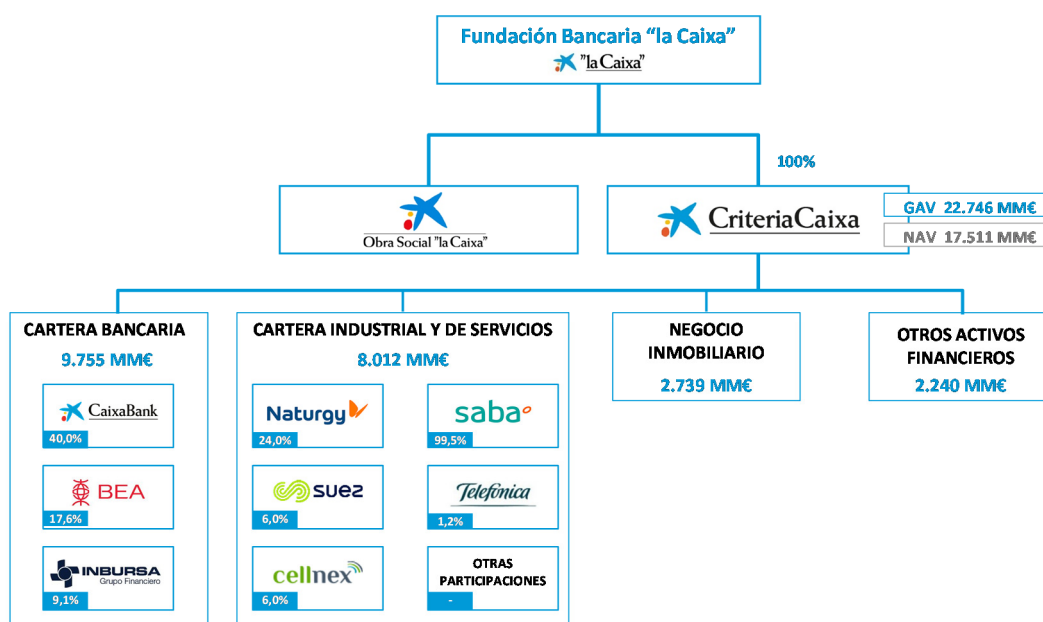 Fundación Bancaria “la Caixa”
"la Caixa"
100%
Obra Social "la Caixa"
CriteriaCaixa
GAV 22.746 MM€
NAV 17.511 MM€
CARTERA BANCARIA
9.755 MM€
CaixaBank
40,0%
BEA
17,6%
INBURSA
Grupo Financiero
9,1%
CARTERA INDUSTRIAL Y DE SERVICIOS
8.012 MM€
Naturgy
24,0%
saba
99,5%
suez
6,0%
Telefónica
1,2%
cellnex
6,0%
OTRAS
PARTICIPACIONES
-
NEGOCIO
INMOBILIARIO
2.739 MM€
OTROS ACTIVOS
FINANCIEROS
2.240 MM€